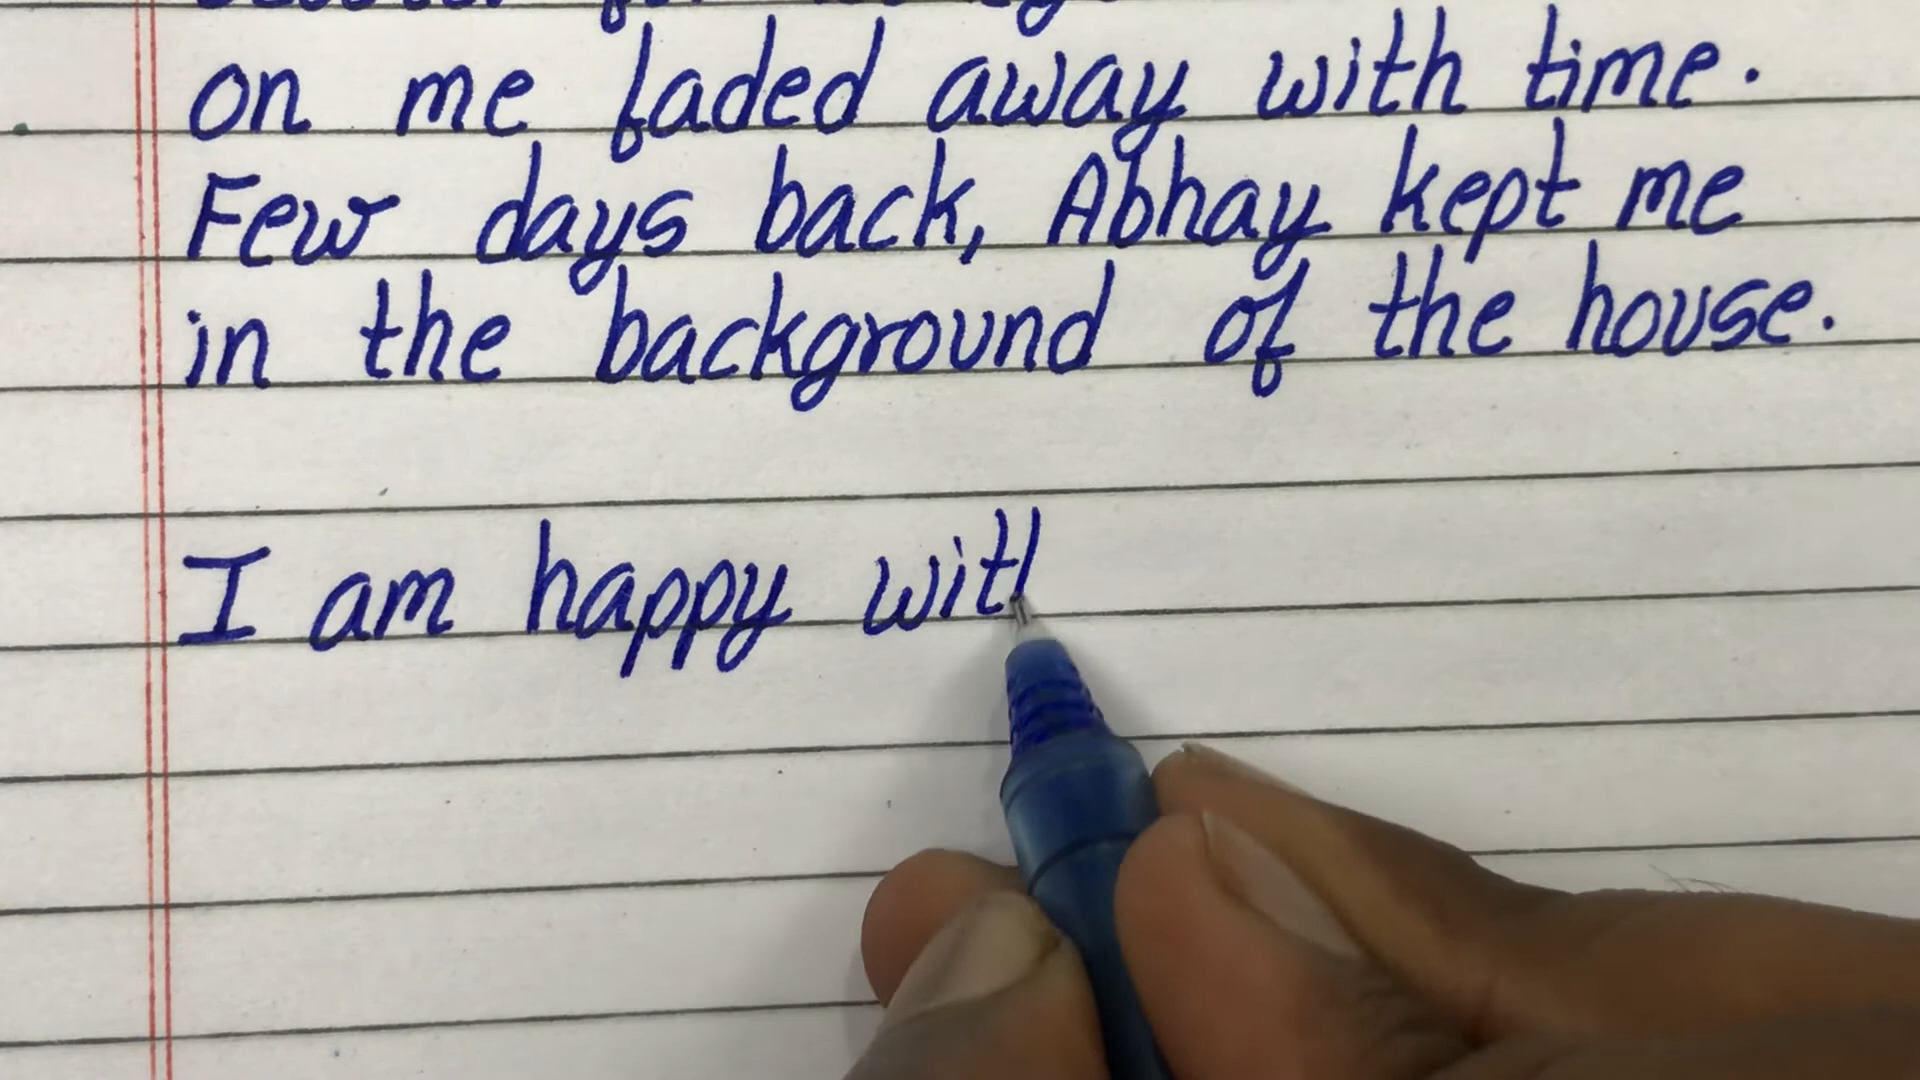 on me faded away with time.
Few days back, Abhay kept me
in the background of the house.
I am happy wit